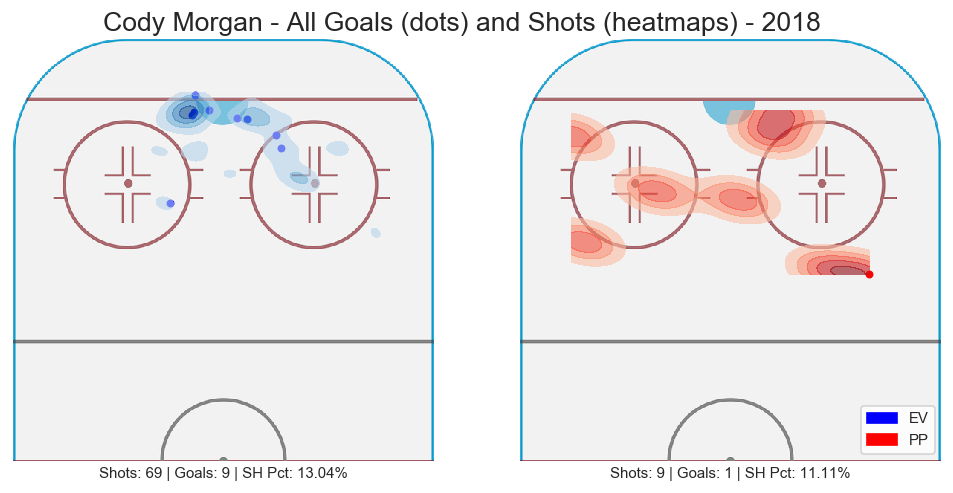 Cody Morgan - All Goals (dots) and Shots (heatmaps) - 2018
EV
PP
Shots: 69 | Goals: 9 | SH Pct: 13.04%
Shots: 9 | Goals: 1 | SH Pct: 11.11%